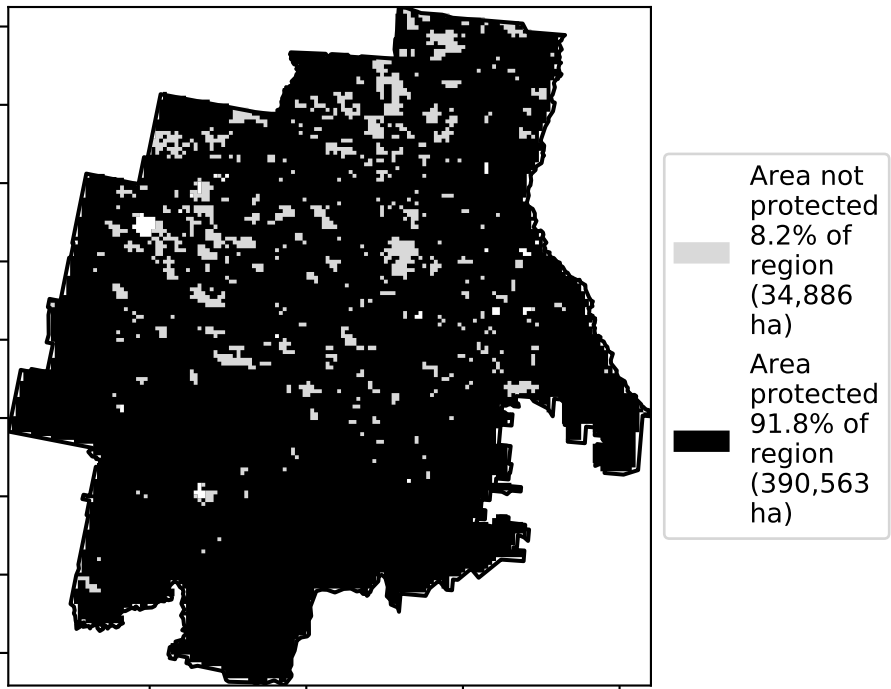 Area not
protected
8.2% of
region
(34,886
ha)
Area
protected
91.8% of
region
(390,563
ha)